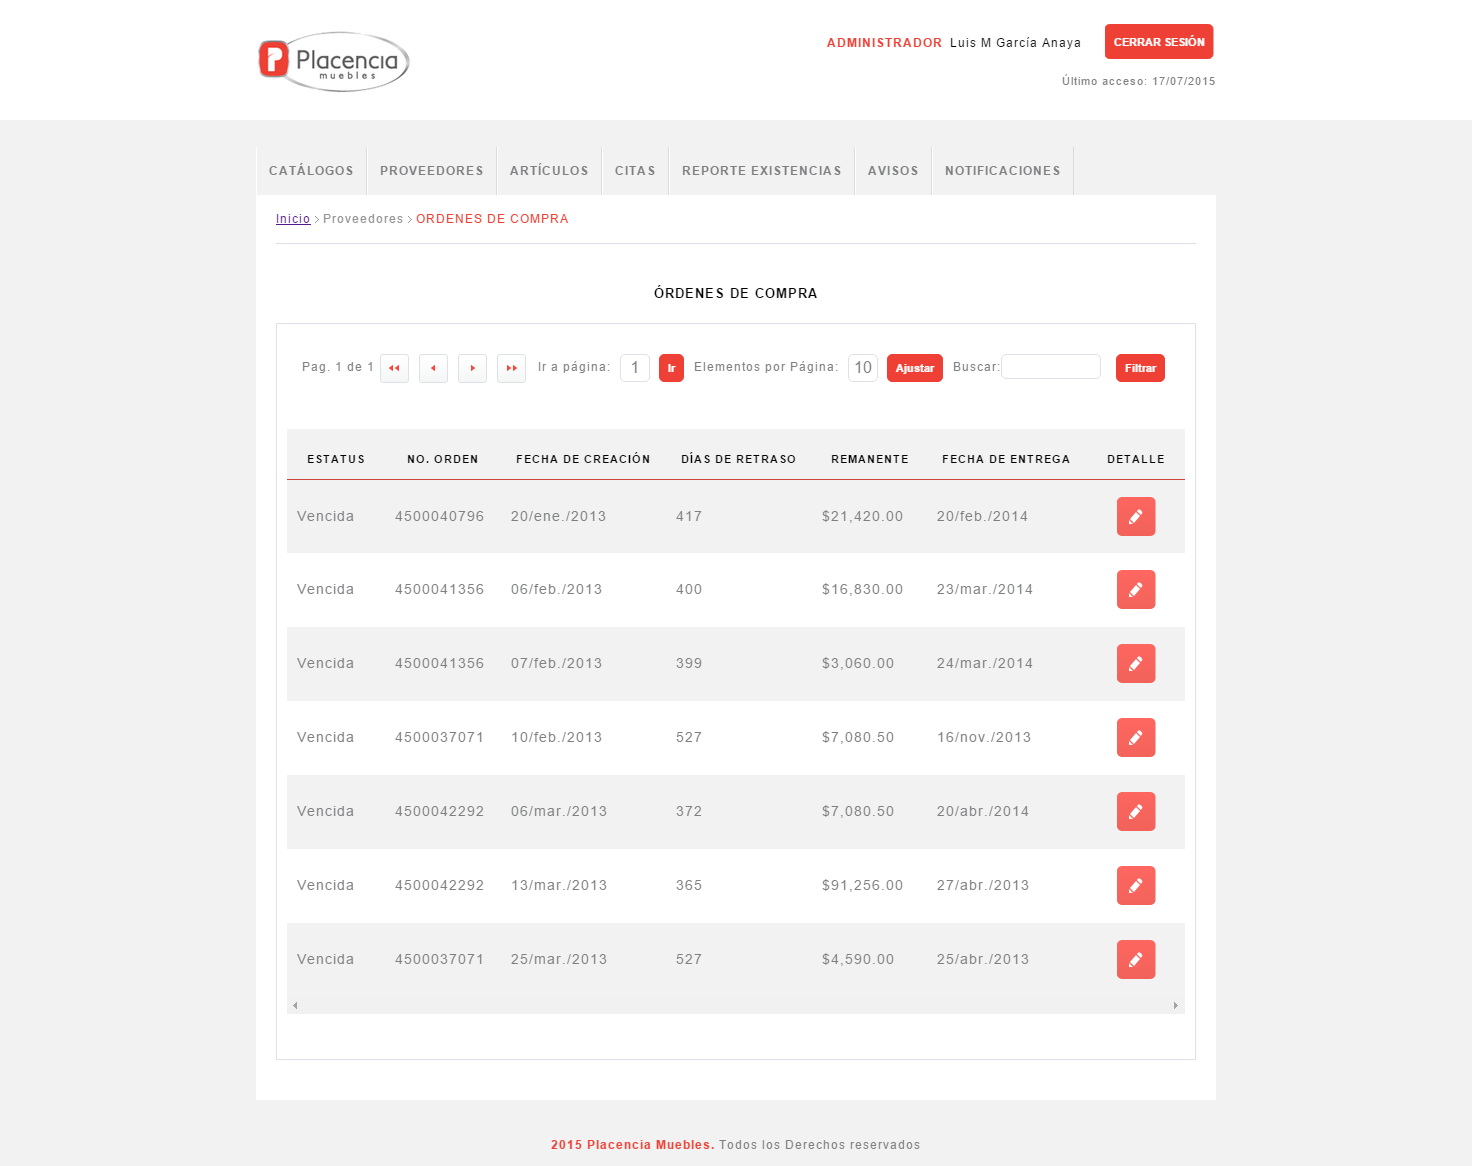 Placencia
muebles
ADMINISTRADOR Luis M García Anaya CERRAR SESIÓN
Último acceso: 17/07/2015
CATÁLOGOS PROVEEDORES ARTÍCULOS CITAS REPORTE EXISTENCIAS AVISOS NOTIFICACIONES
Inicio > Proveedores > ORDENES DE COMPRA
ÓRDENES DE COMPRA
Pag. 1 de 1 Ir a página: 1 Ir Elementos por Página: 10 Ajustar Buscar: Filtrar
ESTATUS NO. ORDEN FECHA DE CREACIÓN DÍAS DE RETRASO REMANENTE FECHA DE ENTREGA DETALLE
Vencida 4500040796 20/ene./2013 417 $21,420.00 20/feb./2014
Vencida 4500041356 06/feb./2013 400 $16,830.00 23/mar./2014
Vencida 4500041356 07/feb./2013 399 $3,060.00 24/mar./2014
Vencida 4500037071 10/feb./2013 527 $7,080.50 16/nov./2013
Vencida 4500042292 06/mar./2013 372 $7,080.50 20/abr./2014
Vencida 4500042292 13/mar./2013 365 $91,256.00 27/abr./2013
Vencida 4500037071 25/mar./2013 527 $4,590.00 25/abr./2013
2015 Placencia Muebles. Todos los Derechos reservados